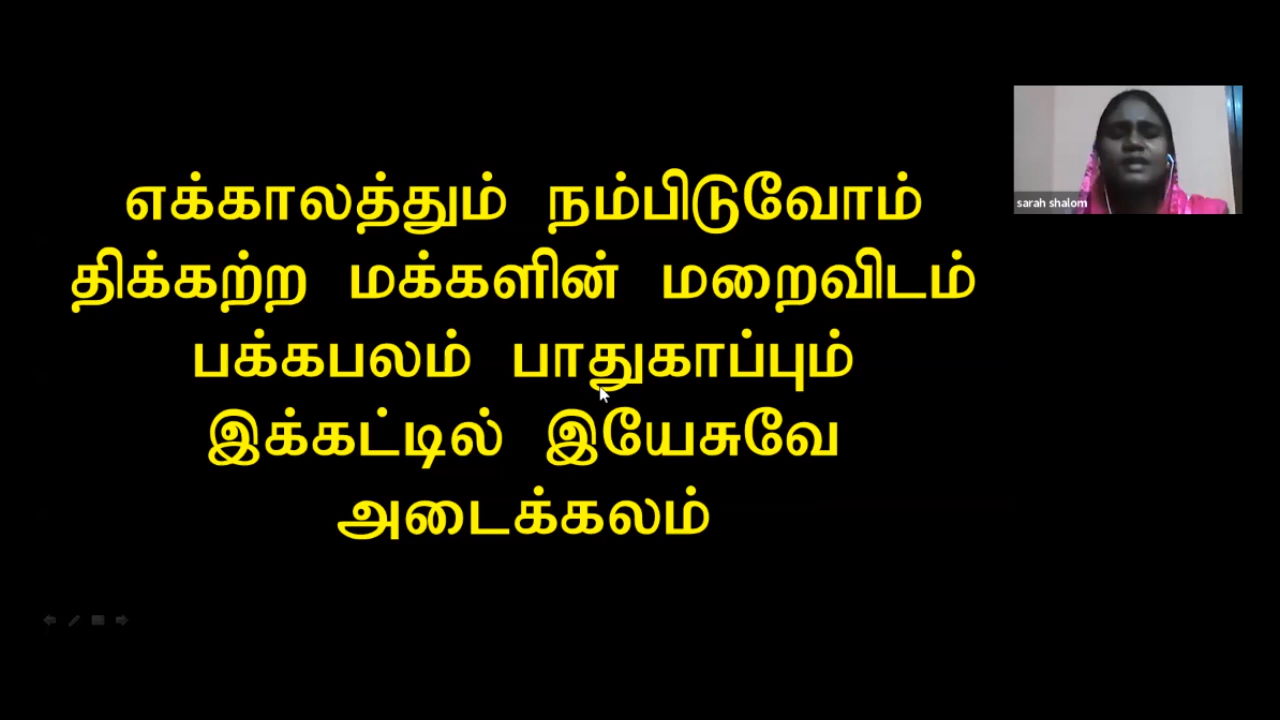 எக்காலத்தும் நம்பிடுவோம்
திக்கற்ற மக்களின் மறைவிடம்
பக்கபலம் பாதுகாப்பும்
இக்கட்டில் இயேசுவே
அடைக்கலம்
sarah shalom